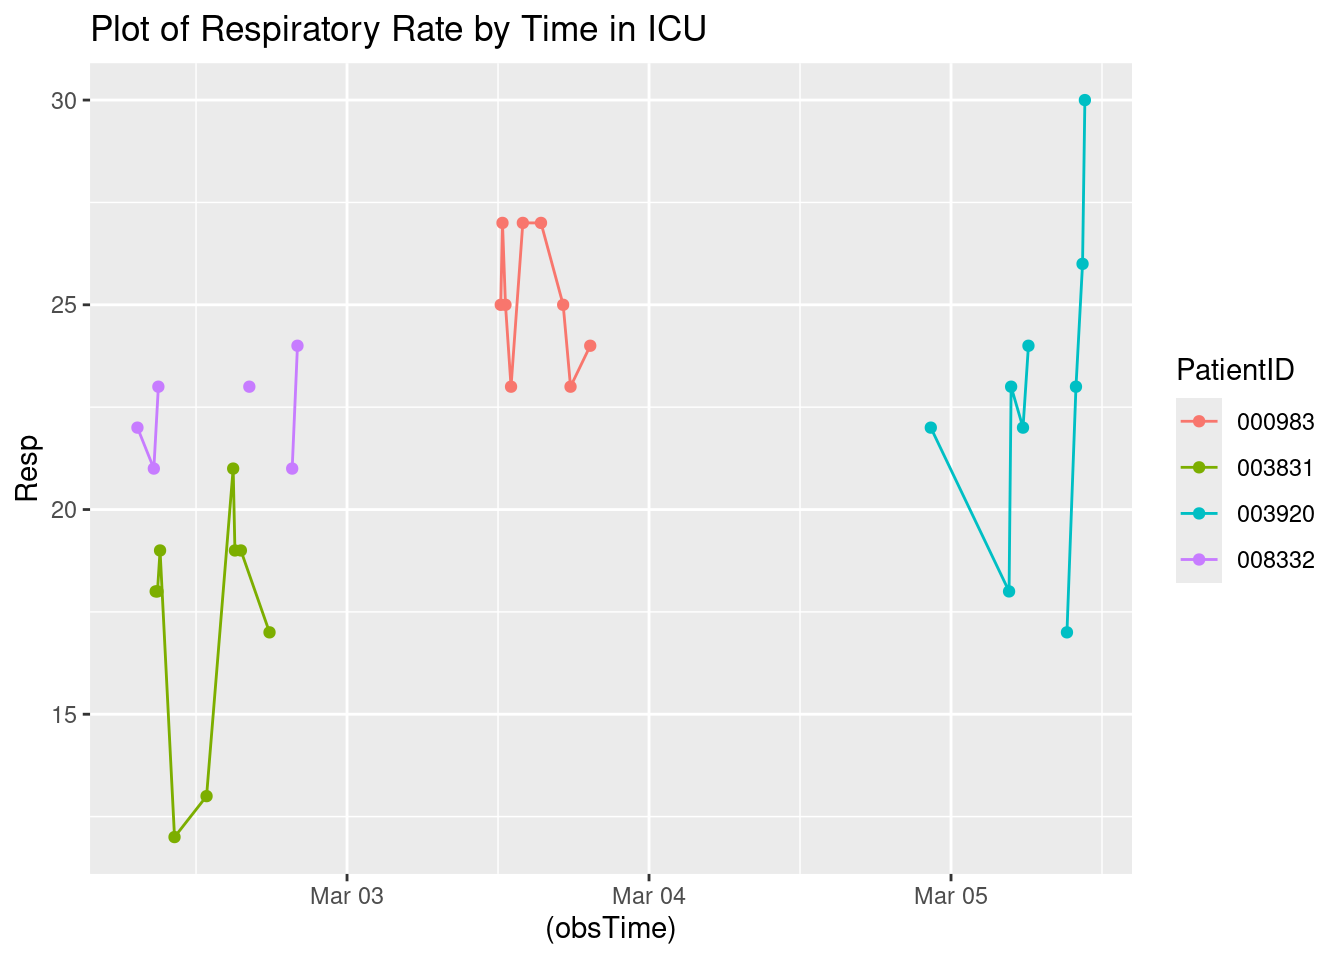 Plot of Respiratory Rate by Time in ICU
30
25
20
15
Resp
Mar 03
Mar 04
Mar 05
(obsTime)
PatientID
000983
003831
003920
008332